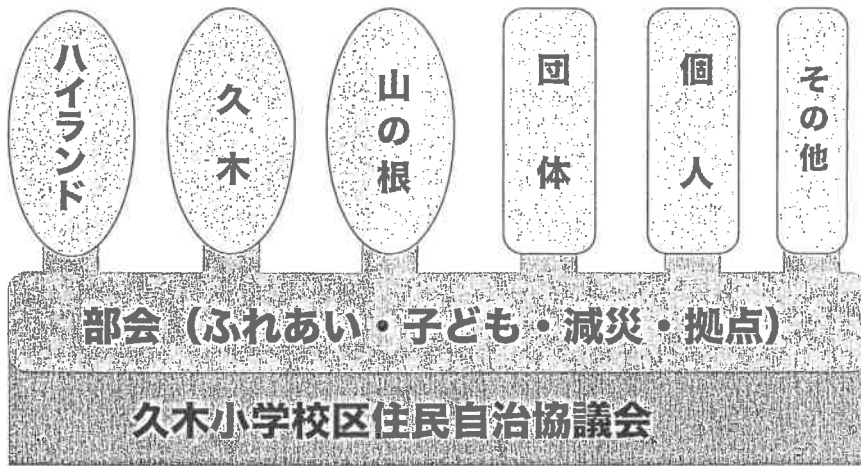 ハイランド
久木
山の根
団体
個人
その他
部会（ふれあい・子ども・減災・拠点）
久木小学校区住民自治協議会